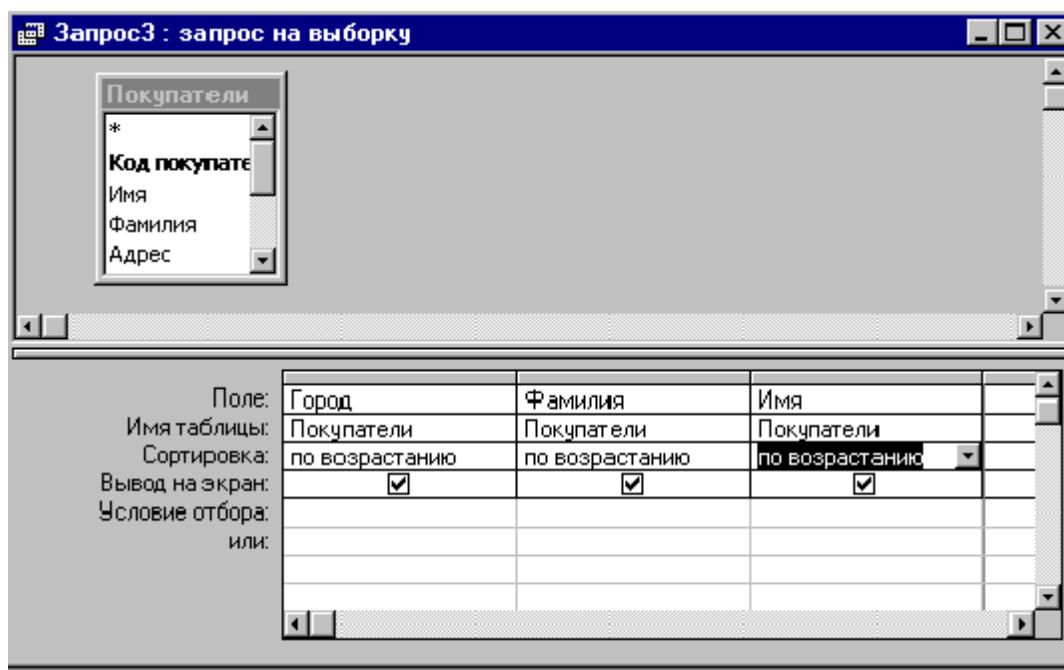 Запрос3 : запрос на выборку
Покупатели
*
Код покупате
Имя
Фамилия
Адрес
Поле: Город Фамилия Имя
Имя таблицы: Покупатели Покупатели Покупатели
Сортировка: по возрастанию по возрастанию по возрастанию
Вывод на экран:
Условие отбора:
или: